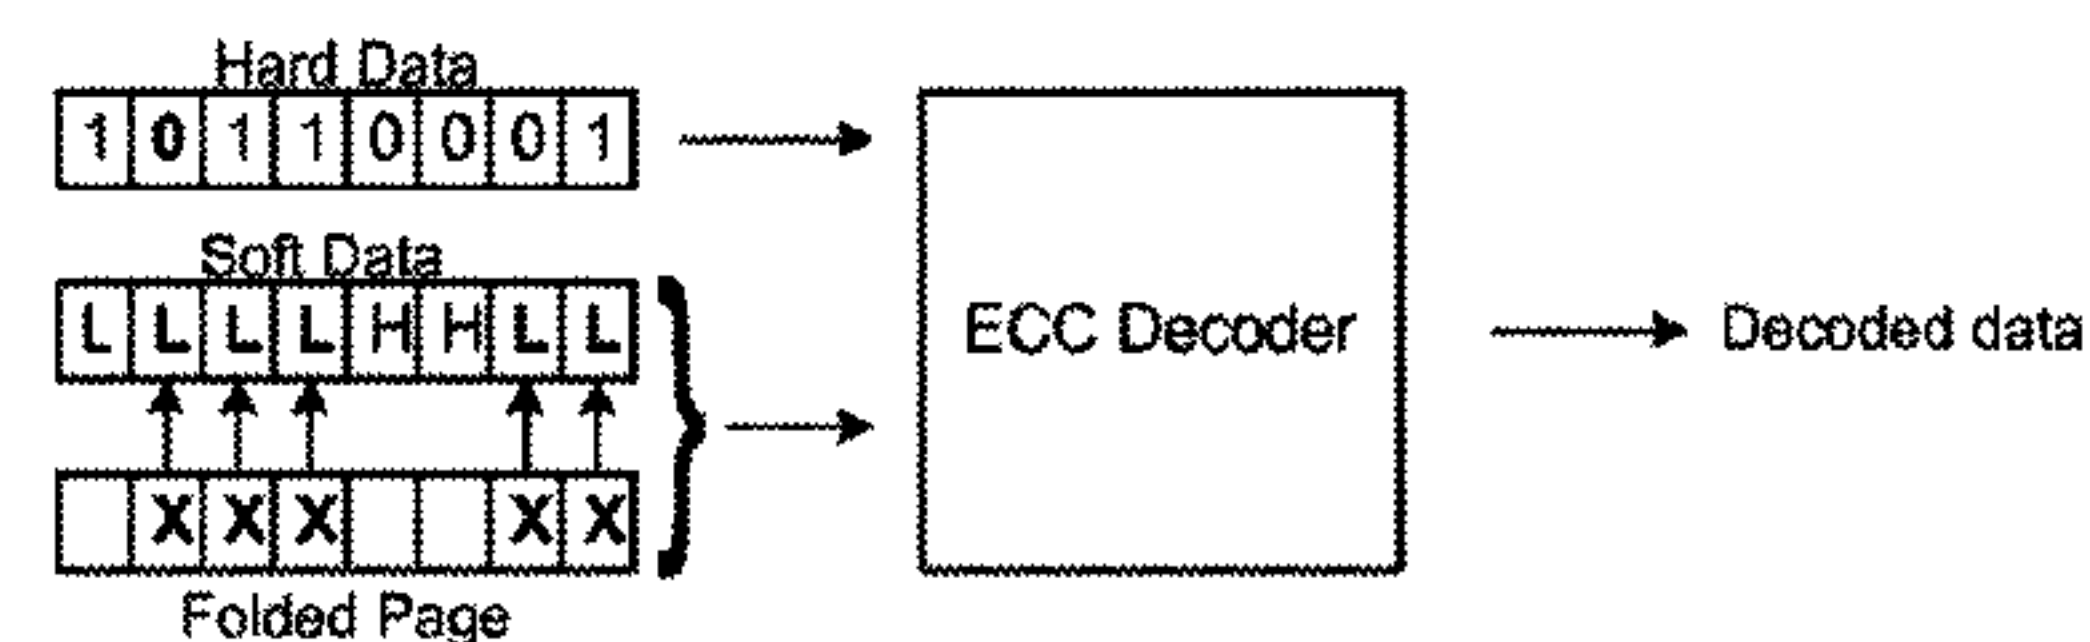 Hard Data
1 0 1 1 0 0 0 1
Soft Data
L L L L H H L L
ECC Decoder
Decoded data
X X X X X
Folded Page